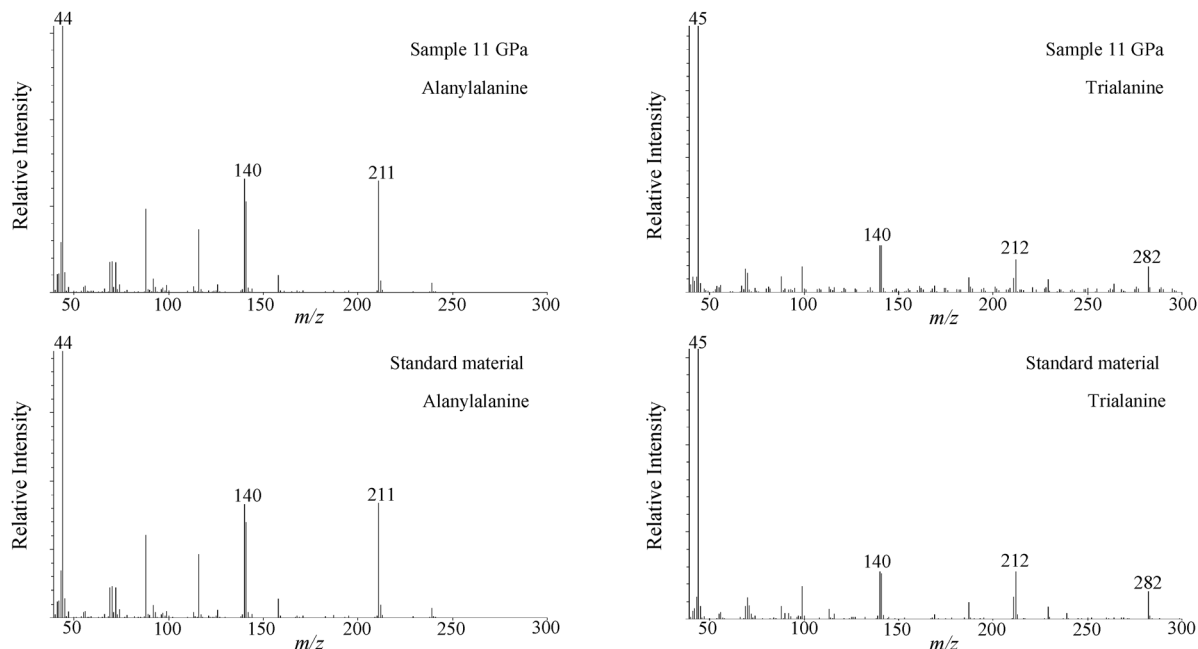 44
Sample 11 GPa
Alanylalanine
140
211
Relative Intensity
50 100 150 200 250 300
m/z
45
Sample 11 GPa
Trialanine
140
212
282
Relative Intensity
50 100 150 200 250 300
m/z
44
Standard material
Alanylalanine
140
211
Relative Intensity
50 100 150 200 250 300
m/z
45
Standard material
Trialanine
140
212
282
Relative Intensity
50 100 150 200 250 300
m/z